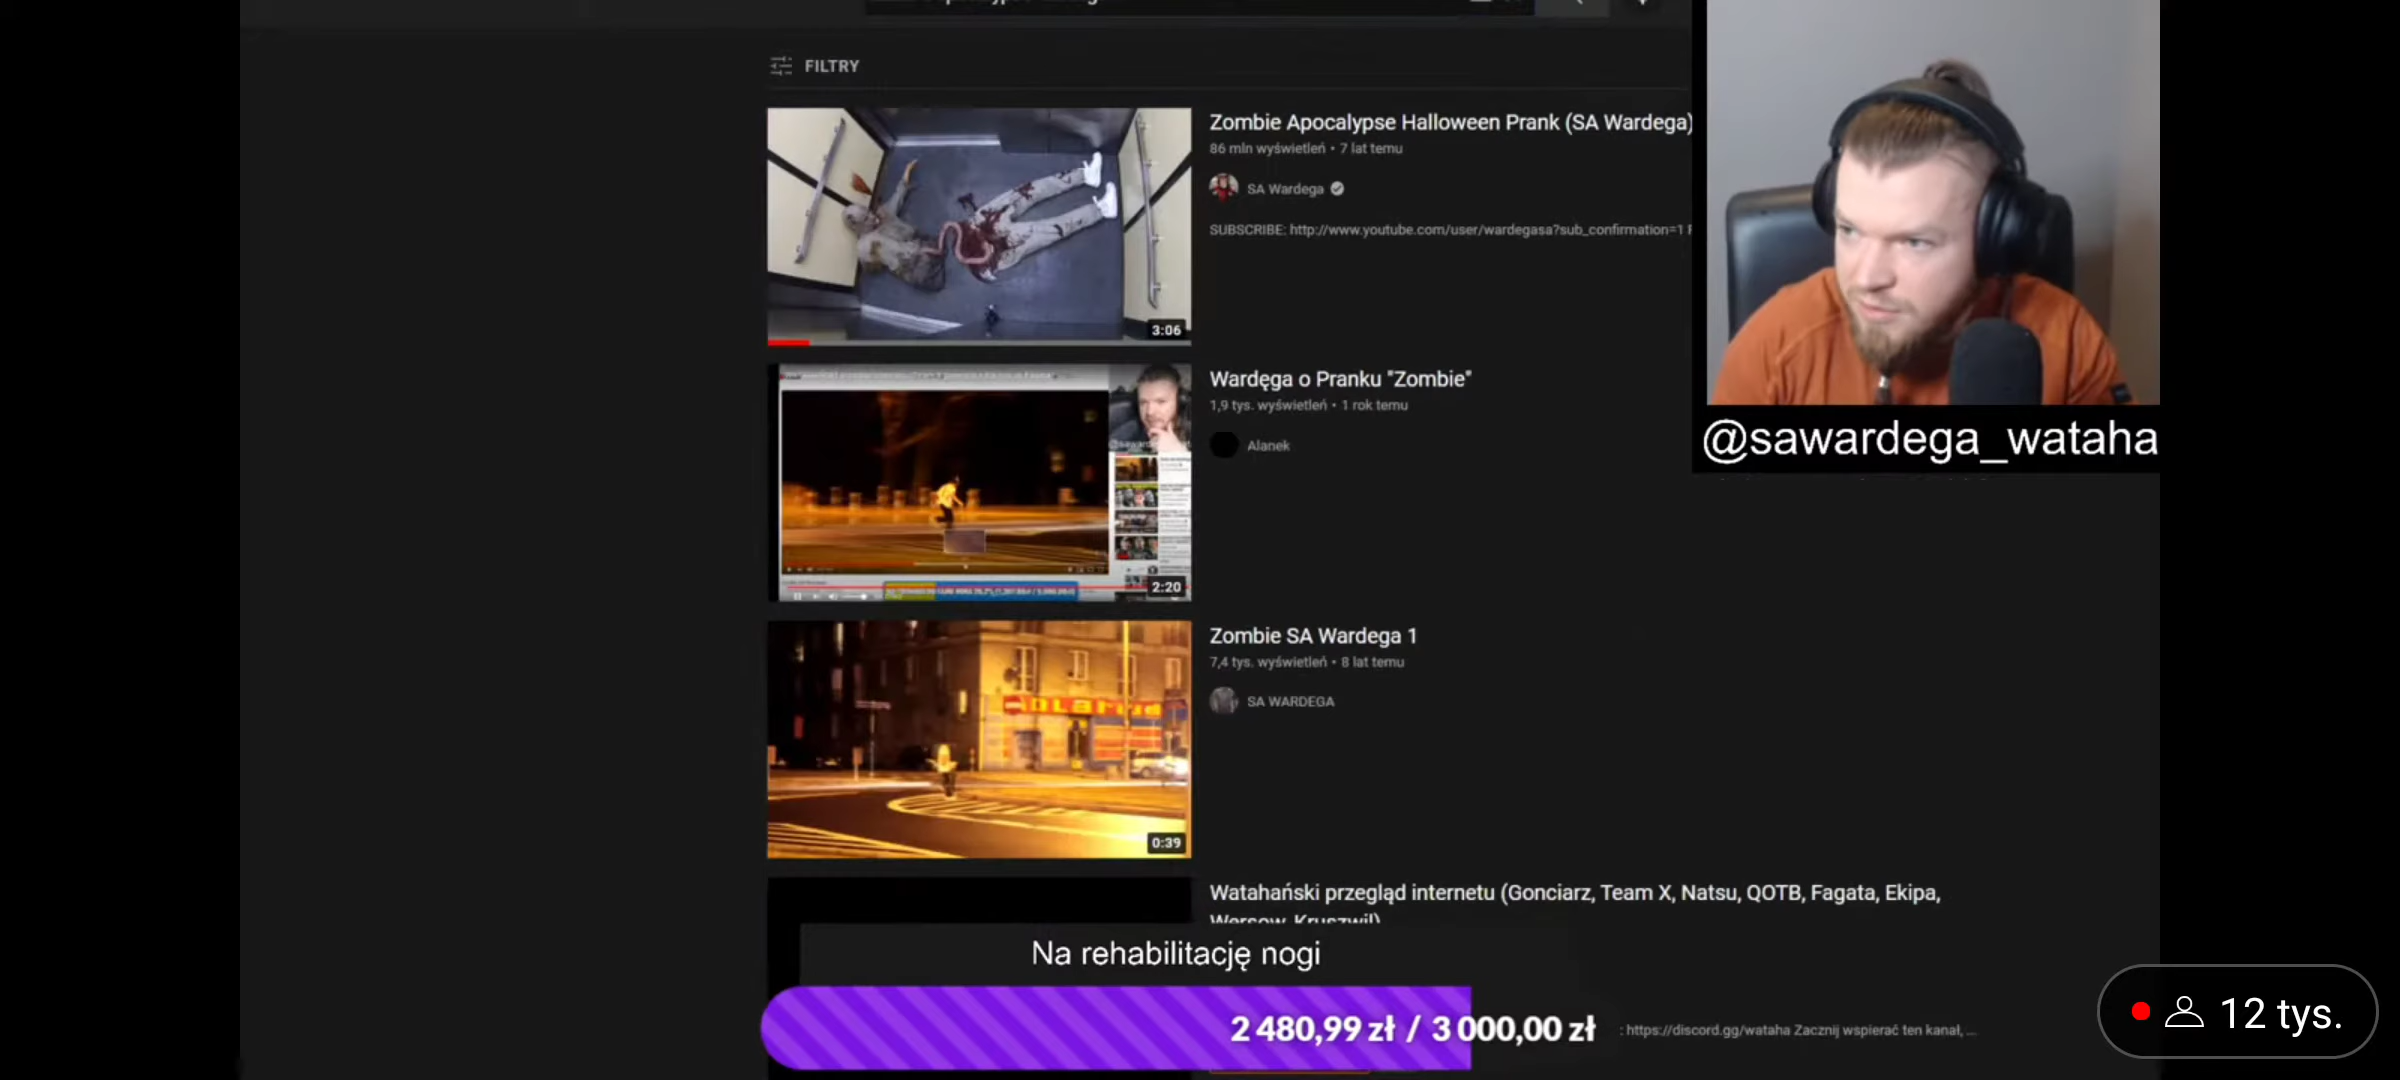 FILTRY
Zombie Apocalypse Halloween Prank (SA Wardega)
86 mln wyświetleń • 7 lat temu
SA Wardega
SUBSCRIBE: http://www.youtube.com/user/wardegasa?sub_confirmation=1
3:06
@sawardega_wataha
Wardęga o Pranku "Zombie"
1,9 tys. wyświetleń • 1 rok temu
Alanek
2:20
Zombie SA Wardega 1
7,4 tys. wyświetleń • 8 lat temu
SA WARDEGA
0:39
Watahański przegląd internetu (Gonciarz, Team X, Natsu, QOTB, Fagata, Ekipa,
Wersow, Kruszwil)
Na rehabilitację nogi
2 480,99 zł / 3 000,00 zł
: https://discord.gg/wataha Zacznij wspierać ten kanał, ...
12 tys.